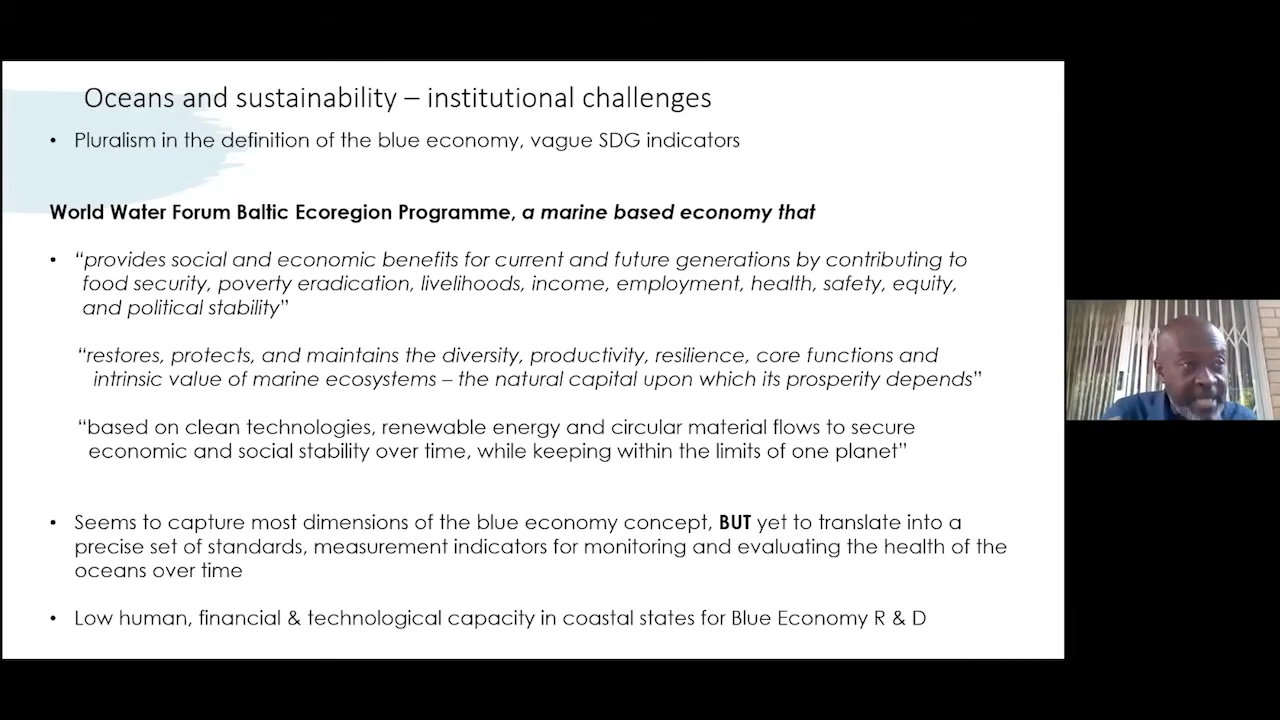 Oceans and sustainability – institutional challenges
• Pluralism in the definition of the blue economy, vague SDG indicators
World Water Forum Baltic Ecoregion Programme, a marine based economy that
• “provides social and economic benefits for current and future generations by contributing to
food security, poverty eradication, livelihoods, income, employment, health, safety, equity,
and political stability”
“restores, protects, and maintains the diversity, productivity, resilience, core functions and
intrinsic value of marine ecosystems – the natural capital upon which its prosperity depends”
“based on clean technologies, renewable energy and circular material flows to secure
economic and social stability over time, while keeping within the limits of one planet”
• Seems to capture most dimensions of the blue economy concept, BUT yet to translate into a
precise set of standards, measurement indicators for monitoring and evaluating the health of the
oceans over time
• Low human, financial & technological capacity in coastal states for Blue Economy R & D